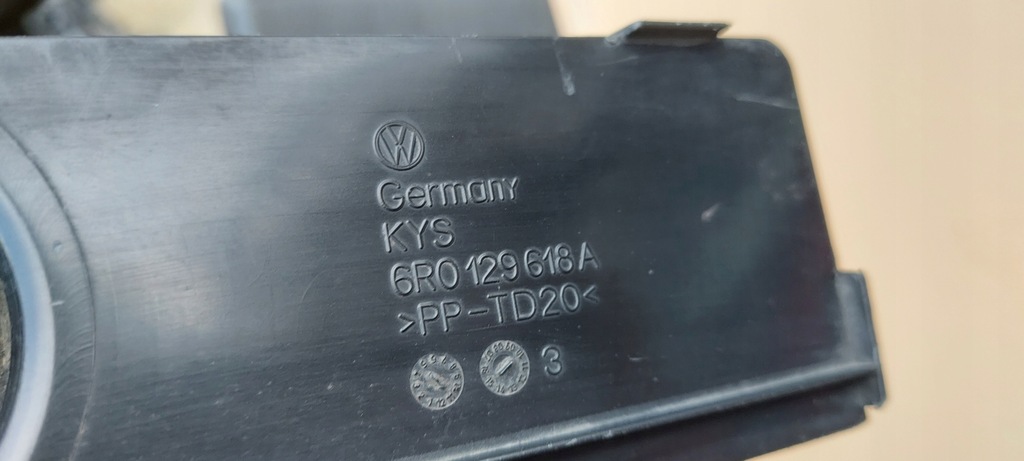 Germany
KYS
6R0 129 618 A
>PP-TD20<
3